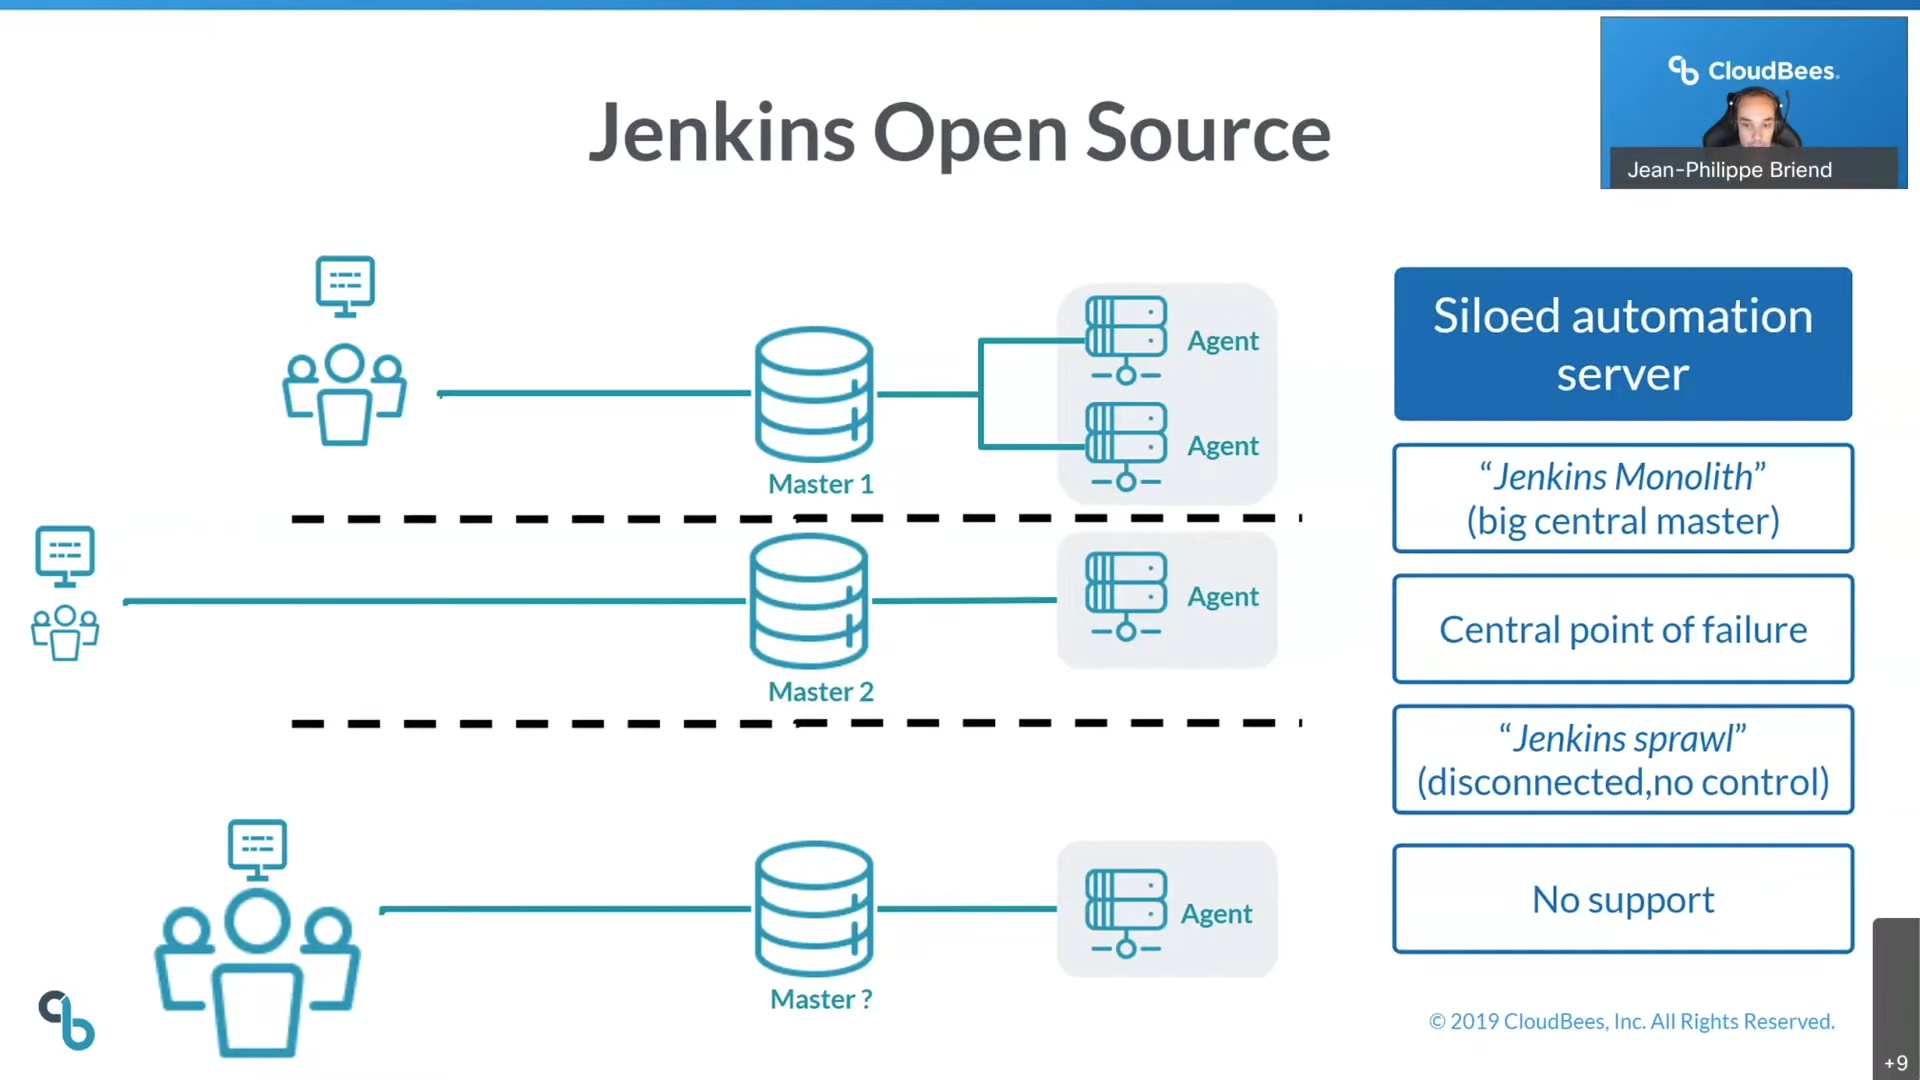 CloudBees.
Jean-Philippe Briend
Jenkins Open Source
Agent
Agent
Master 1
Agent
Master 2
Agent
Master ?
Siloed automation
server
“Jenkins Monolith”
(big central master)
Central point of failure
“Jenkins sprawl”
(disconnected,no control)
No support
© 2019 CloudBees, Inc. All Rights Reserved.
+9